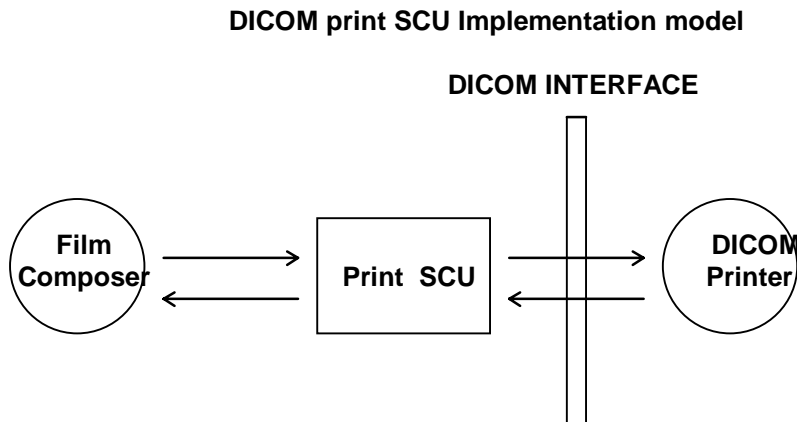 DICOM print SCU Implementation model
DICOM INTERFACE
Film
Composer
Print SCU
DICOM
Printer